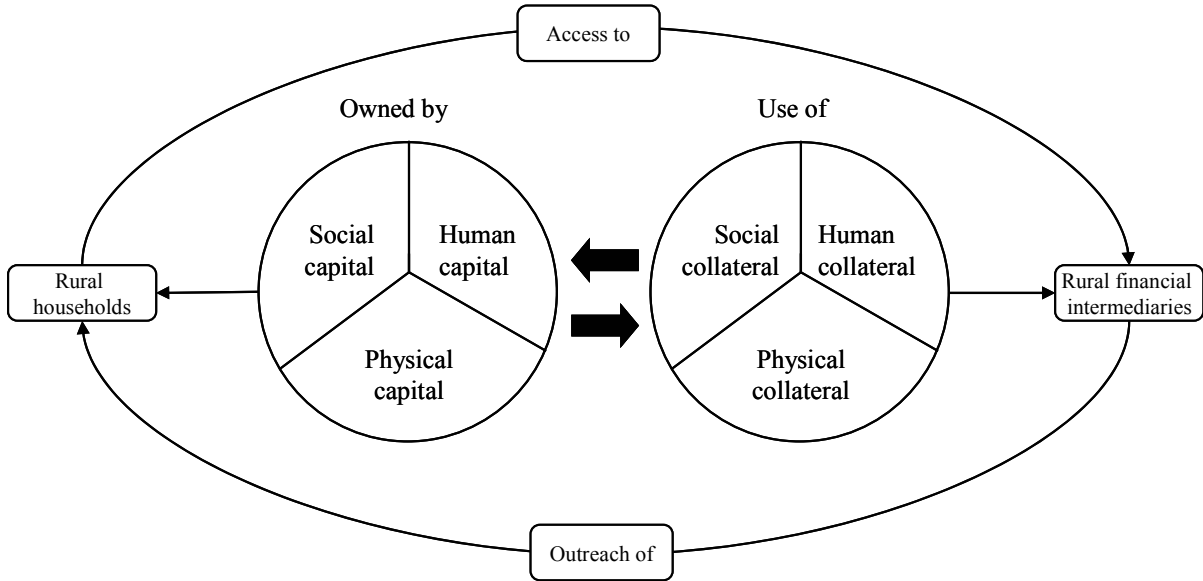 Access to
Owned by
Use of
Social
capital
Human
capital
Physical
capital
Social
collateral
Human
collateral
Physical
collateral
Rural
households
Rural financial
intermediaries
Outreach of